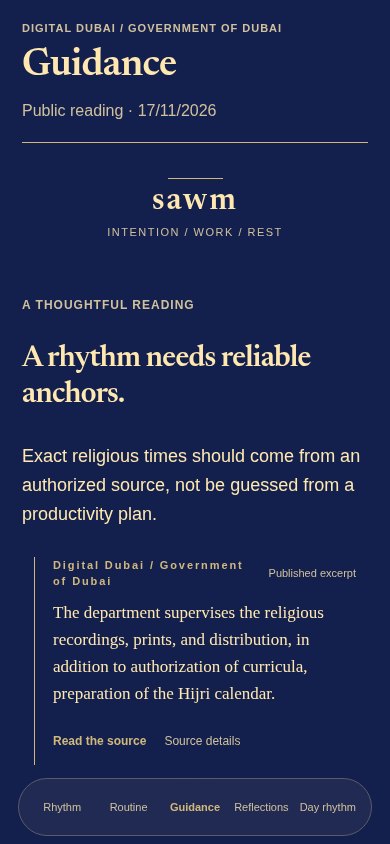 DIGITAL DUBAI / GOVERNMENT OF DUBAI
Guidance
Public reading · 17/11/2026
sawm
INTENTION / WORK / REST
A THOUGHTFUL READING
A rhythm needs reliable
anchors.
Exact religious times should come from an
authorized source, not be guessed from a
productivity plan.
Digital Dubai / Government
of Dubai
Published excerpt
The department supervises the religious
recordings, prints, and distribution, in
addition to authorization of curricula,
preparation of the Hijri calendar.
Read the source Source details
Rhythm Routine Guidance Reflections Day rhythm